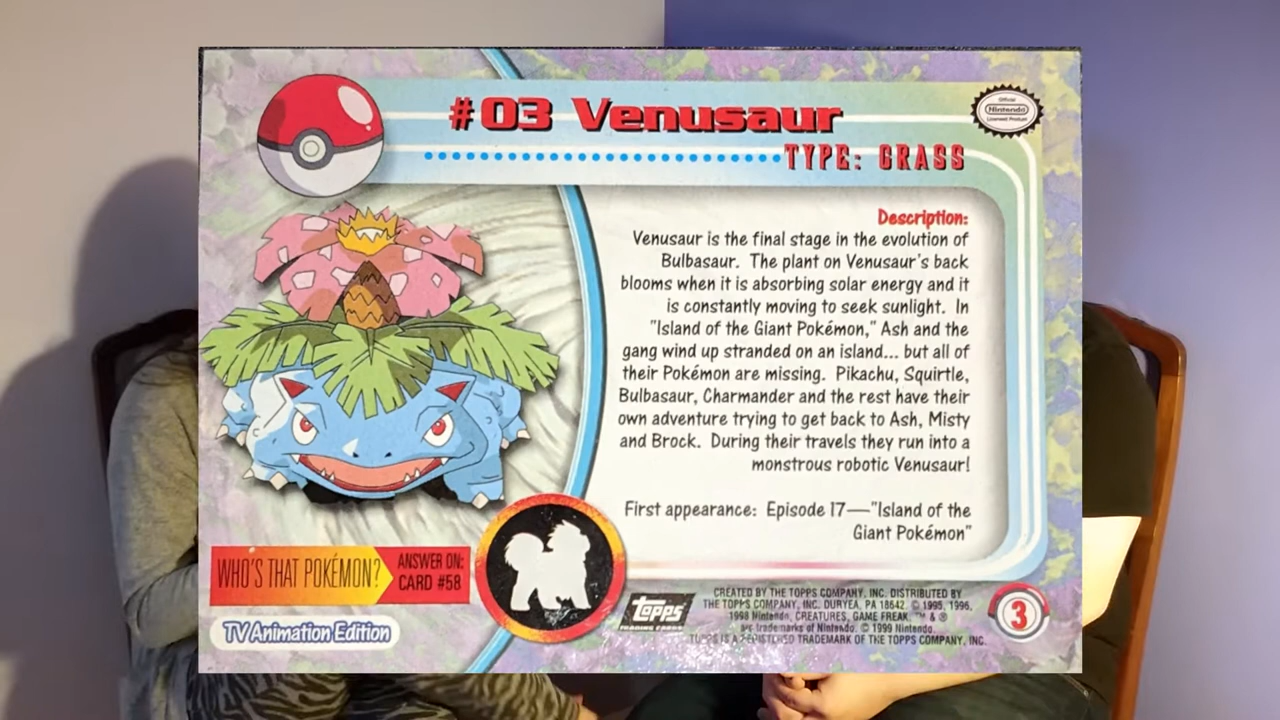 #03 Venusaur
Official
Nintendo
Licensed Product
TYPE: GRASS
Description:
Venusaur is the final stage in the evolution of
Bulbasaur. The plant on Venusaur's back
blooms when it is absorbing solar energy and it
is constantly moving to seek sunlight. In
"Island of the Giant Pokémon," Ash and the
gang wind up stranded on an island... but all of
their Pokémon are missing. Pikachu, Squirtle,
Bulbasaur, Charmander and the rest have their
own adventure trying to get back to Ash, Misty
and Brock. During their travels they run into a
monstrous robotic Venusaur!
First appearance: Episode 17—"Island of the
Giant Pokémon"
WHO'S THAT POKÉMON?
ANSWER ON:
CARD #58
TV Animation Edition
topps
TRADING CARDS
CREATED BY THE TOPPS COMPANY, INC. DISTRIBUTED BY
THE TOPPS COMPANY, INC. DURYEA, PA 18642. © 1995, 1996,
1998 Nintendo, CREATURES, GAME FREAK. ™ & ®
are trademarks of Nintendo. © 1999 Nintendo.
TOPPS IS A REGISTERED TRADEMARK OF THE TOPPS COMPANY, INC.
3